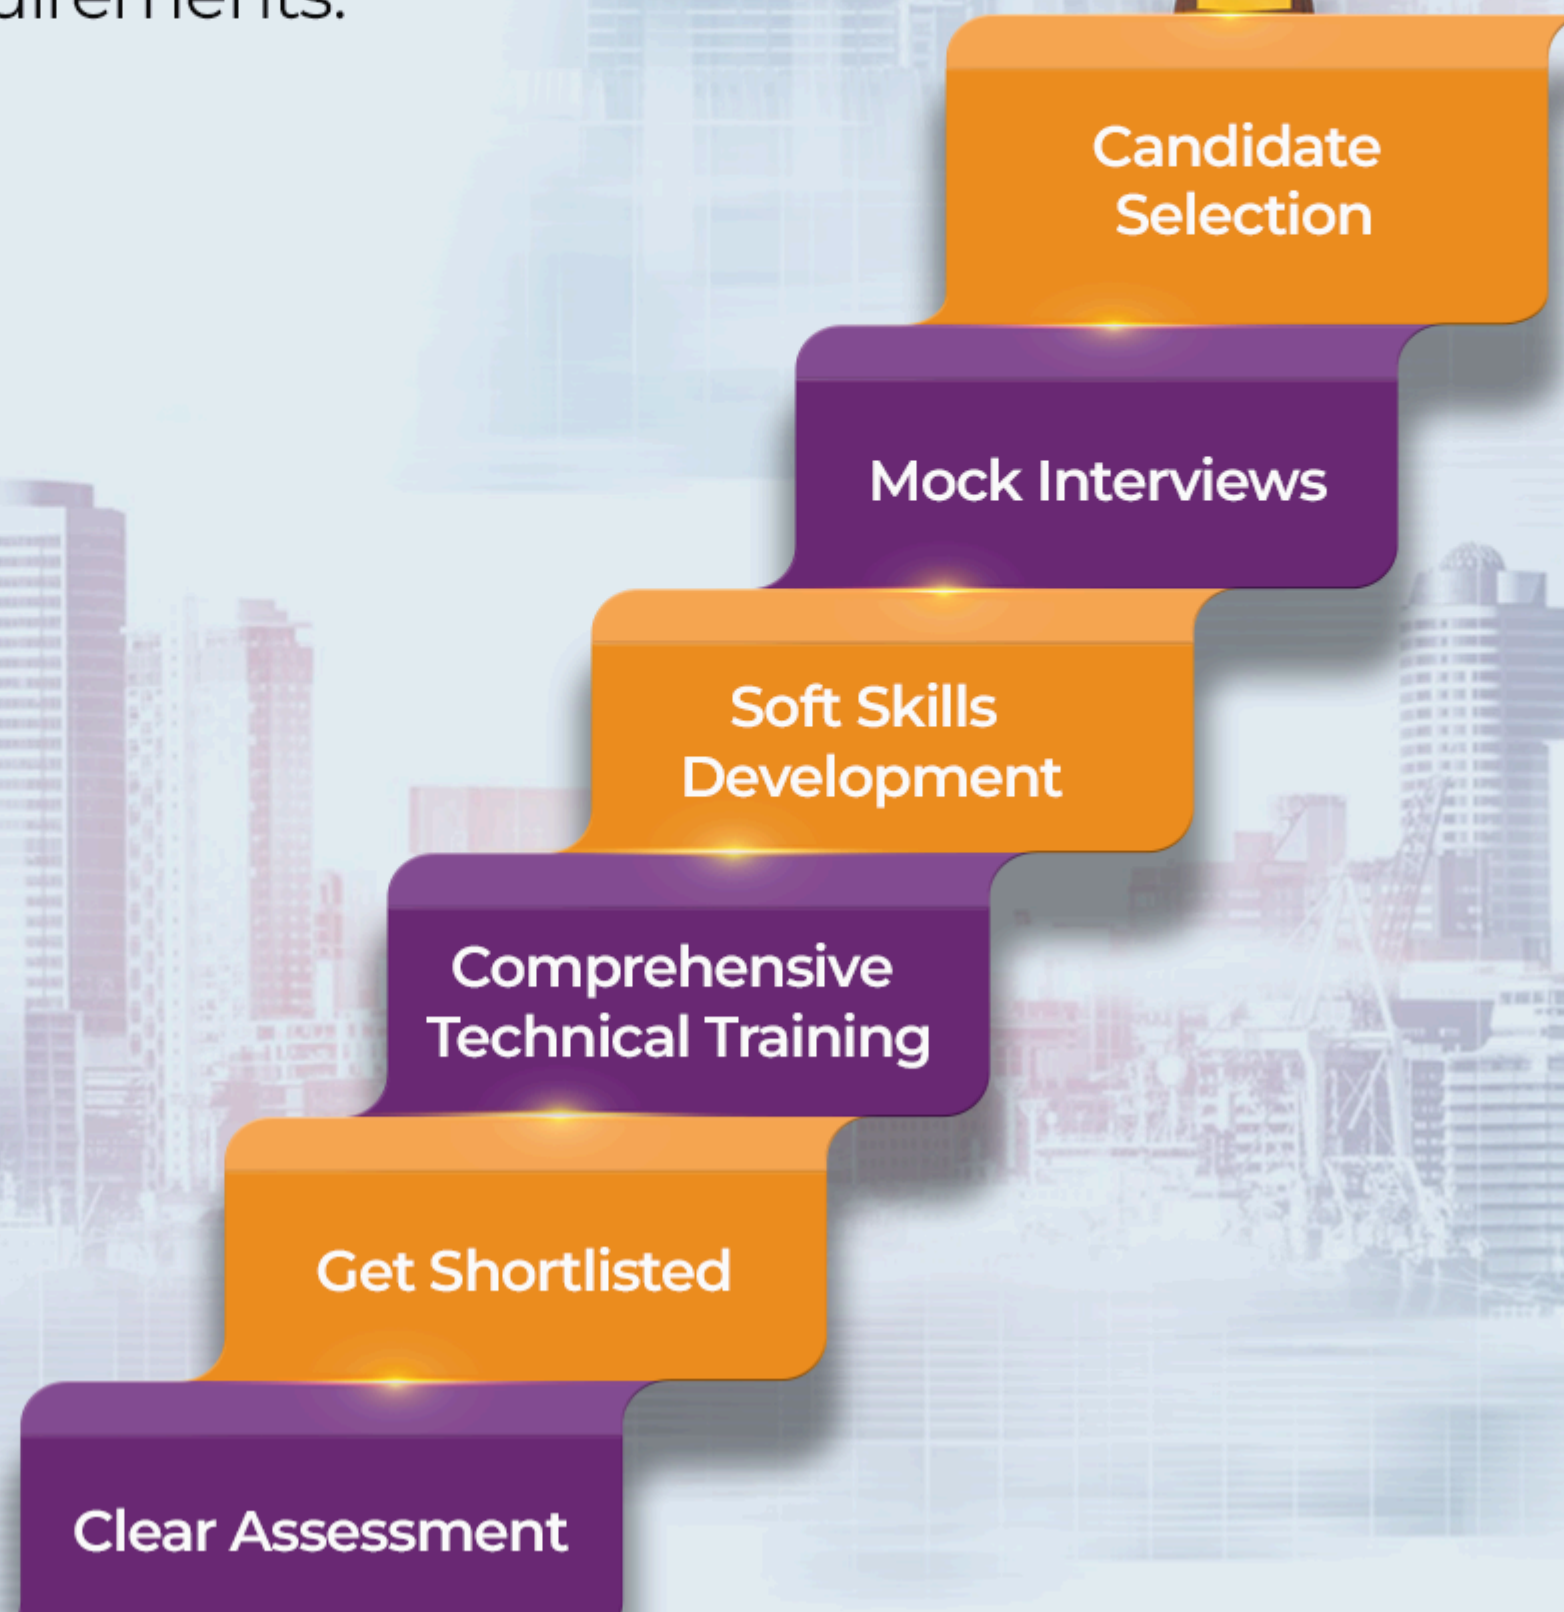 Candidate
Selection
Mock Interviews
Soft Skills
Development
Comprehensive
Technical Training
Get Shortlisted
Clear Assessment